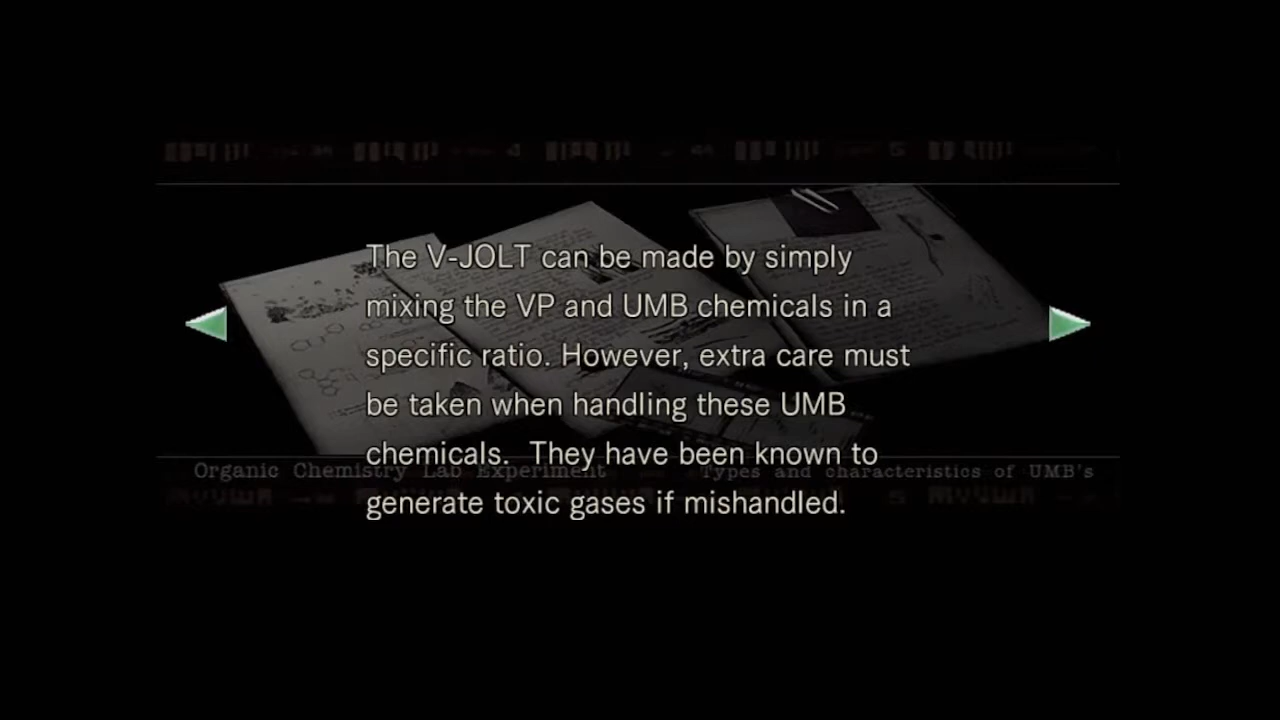 The V-JOLT can be made by simply
mixing the VP and UMB chemicals in a
specific ratio. However, extra care must
be taken when handling these UMB
chemicals.  They have been known to
Organic Chemistry Lab Experiment Types and characteristics of UMB's
generate toxic gases if mishandled.